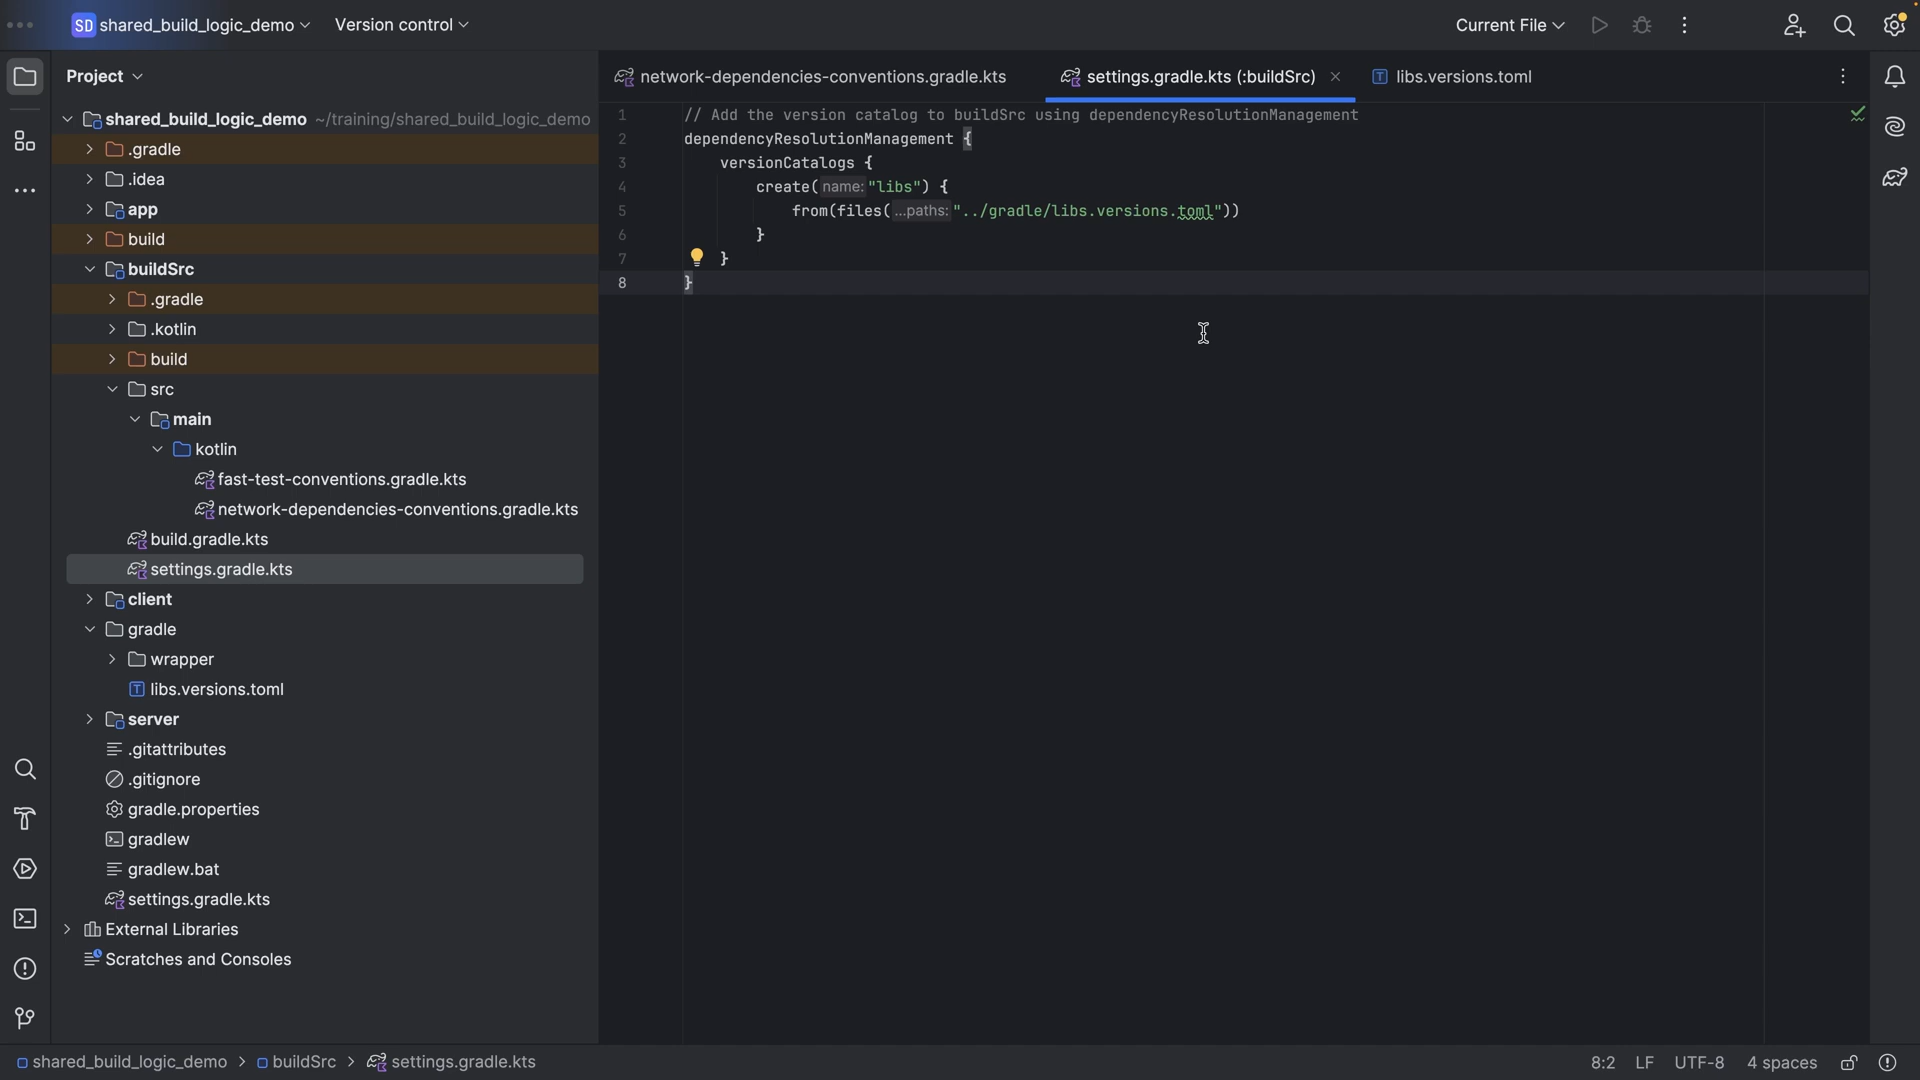 SD shared_build_logic_demo
Version control
Current File
Project
network-dependencies-conventions.gradle.kts
settings.gradle.kts (:buildSrc)
libs.versions.toml
shared_build_logic_demo ~/training/shared_build_logic_demo
.gradle
.idea
app
build
buildSrc
.gradle
.kotlin
build
src
main
kotlin
fast-test-conventions.gradle.kts
network-dependencies-conventions.gradle.kts
build.gradle.kts
settings.gradle.kts
client
gradle
wrapper
T libs.versions.toml
server
.gitattributes
.gitignore
gradle.properties
gradlew
gradlew.bat
settings.gradle.kts
External Libraries
Scratches and Consoles
1 // Add the version catalog to buildSrc using dependencyResolutionManagement
2 dependencyResolutionManagement {
3 versionCatalogs {
4 create( name: "libs") {
5 from(files( ...paths: "../gradle/libs.versions.toml"))
6 }
7 }
8 }
shared_build_logic_demo > buildSrc > settings.gradle.kts
8:2 LF UTF-8 4 spaces